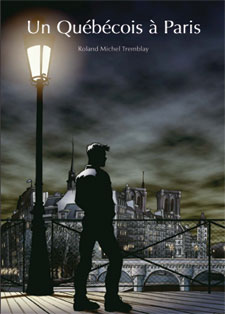 Un Québécois à Paris
Roland Michel Tremblay